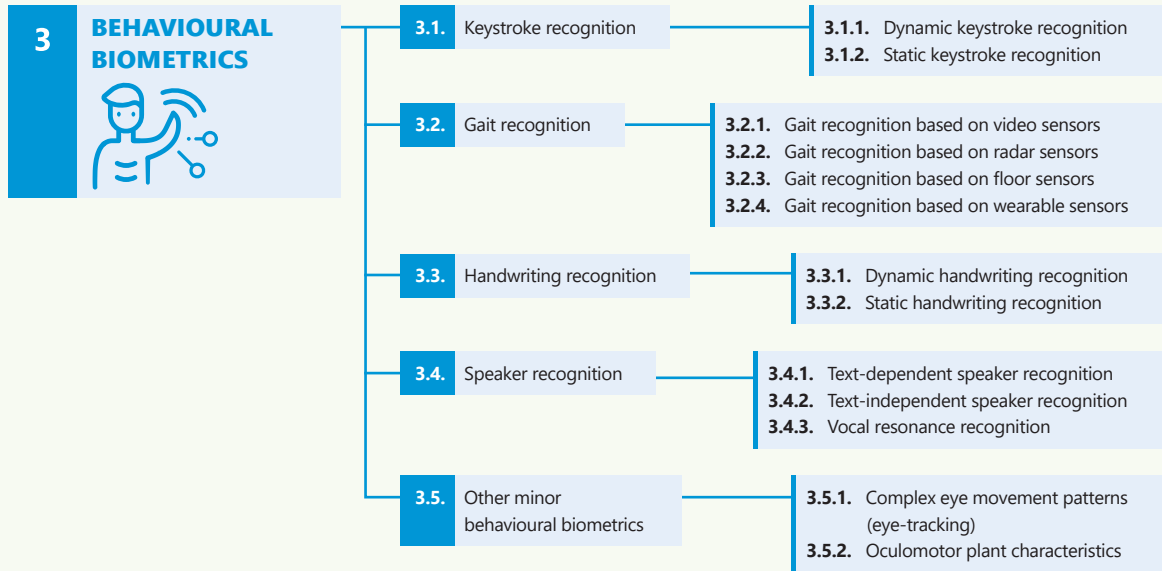 3
BEHAVIOURAL
BIOMETRICS
3.1. Keystroke recognition
3.1.1. Dynamic keystroke recognition
3.1.2. Static keystroke recognition
3.2. Gait recognition
3.2.1. Gait recognition based on video sensors
3.2.2. Gait recognition based on radar sensors
3.2.3. Gait recognition based on floor sensors
3.2.4. Gait recognition based on wearable sensors
3.3. Handwriting recognition
3.3.1. Dynamic handwriting recognition
3.3.2. Static handwriting recognition
3.4. Speaker recognition
3.4.1. Text-dependent speaker recognition
3.4.2. Text-independent speaker recognition
3.4.3. Vocal resonance recognition
3.5. Other minor
behavioural biometrics
3.5.1. Complex eye movement patterns
(eye-tracking)
3.5.2. Oculomotor plant characteristics